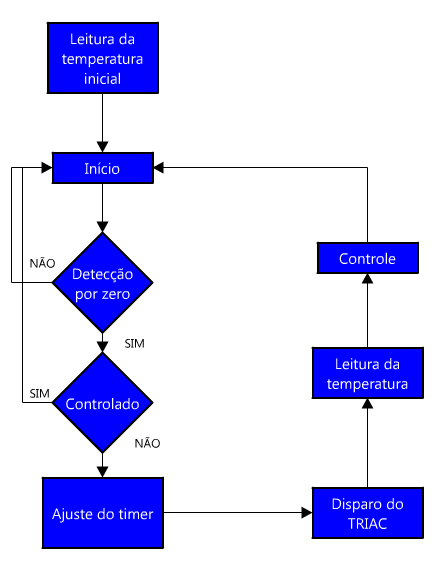 Leitura da
temperatura
inicial
Início
NÃO
Detecção
por zero
SIM
SIM
Controlado
NÃO
Ajuste do timer
Disparo do
TRIAC
Leitura da
temperatura
Controle